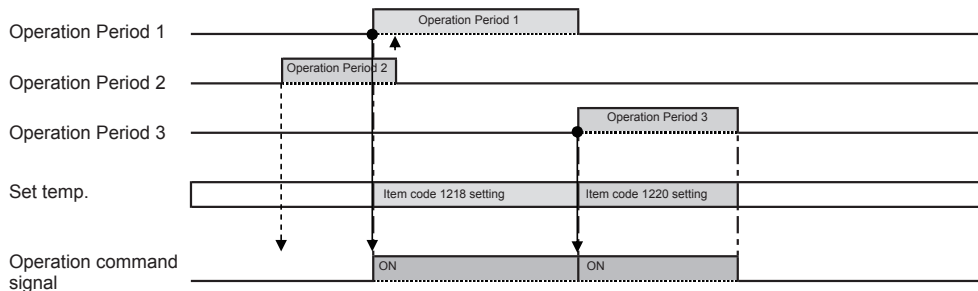 Operation Period 1
Operation Period 1
Operation Period 2
Operation Period 2
Operation Period 3
Operation Period 3
Set temp.
Item code 1218 setting
Item code 1220 setting
Operation command
signal
ON
ON